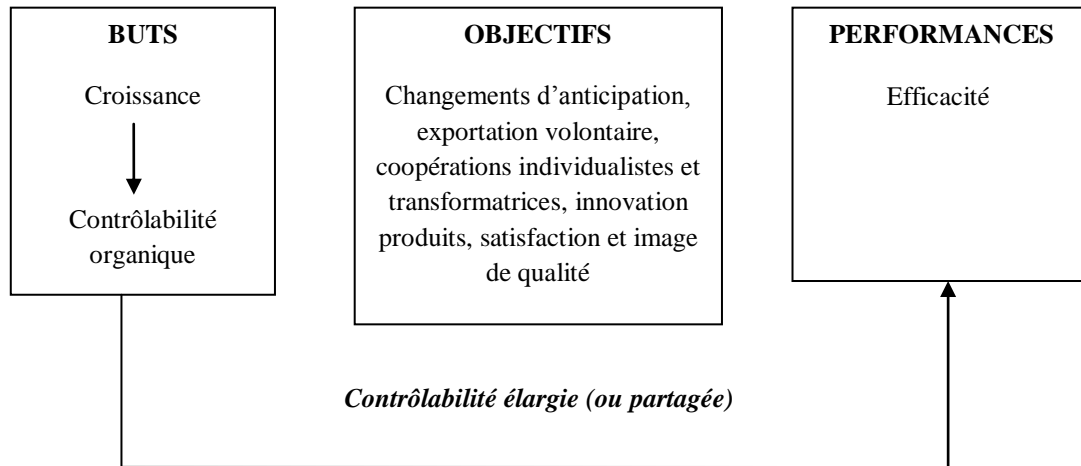 BUTS
Croissance
Contrôlabilité
organique
OBJECTIFS
Changements d’anticipation,
exportation volontaire,
coopérations individualistes et
transformatrices, innovation
produits, satisfaction et image
de qualité
PERFORMANCES
Efficacité
Contrôlabilité élargie (ou partagée)